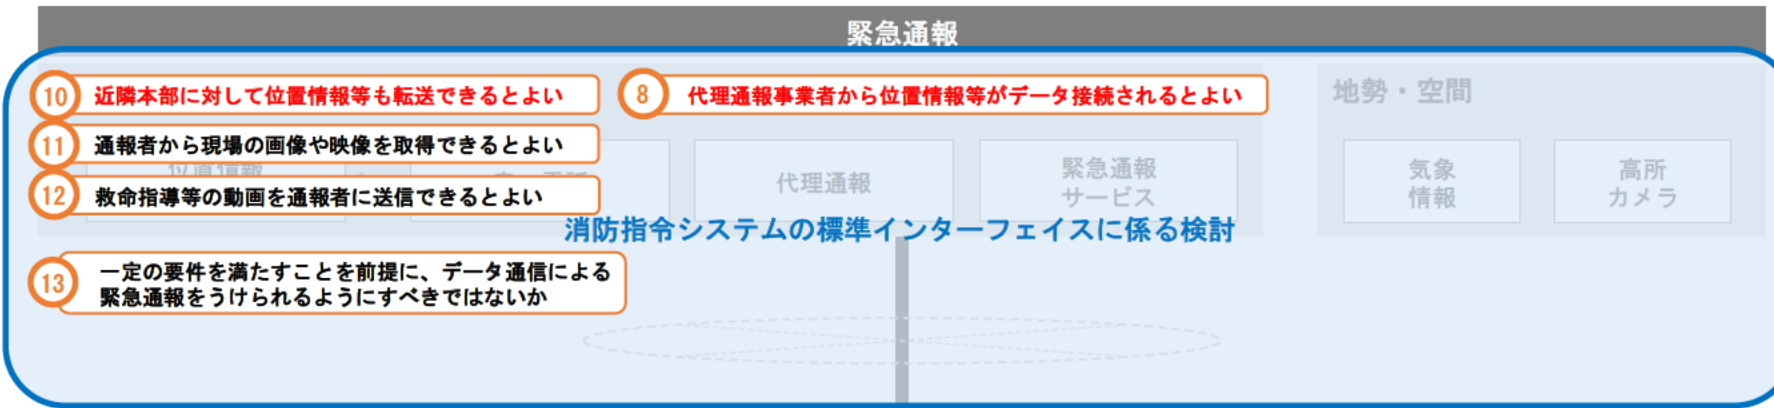 緊急通報
10 近隣本部に対して位置情報等も転送できるとよい
8 代理通報事業者から位置情報等がデータ接続されるとよい
地勢・空間
11 通報者から現場の画像や映像を取得できるとよい
位置情報
代理通報
緊急通報
サービス
気象
情報
高所
カメラ
12 救命指導等の動画を通報者に送信できるとよい
消防指令システムの標準インターフェイスに係る検討
13 一定の要件を満たすことを前提に、データ通信による
緊急通報をうけられるようにすべきではないか